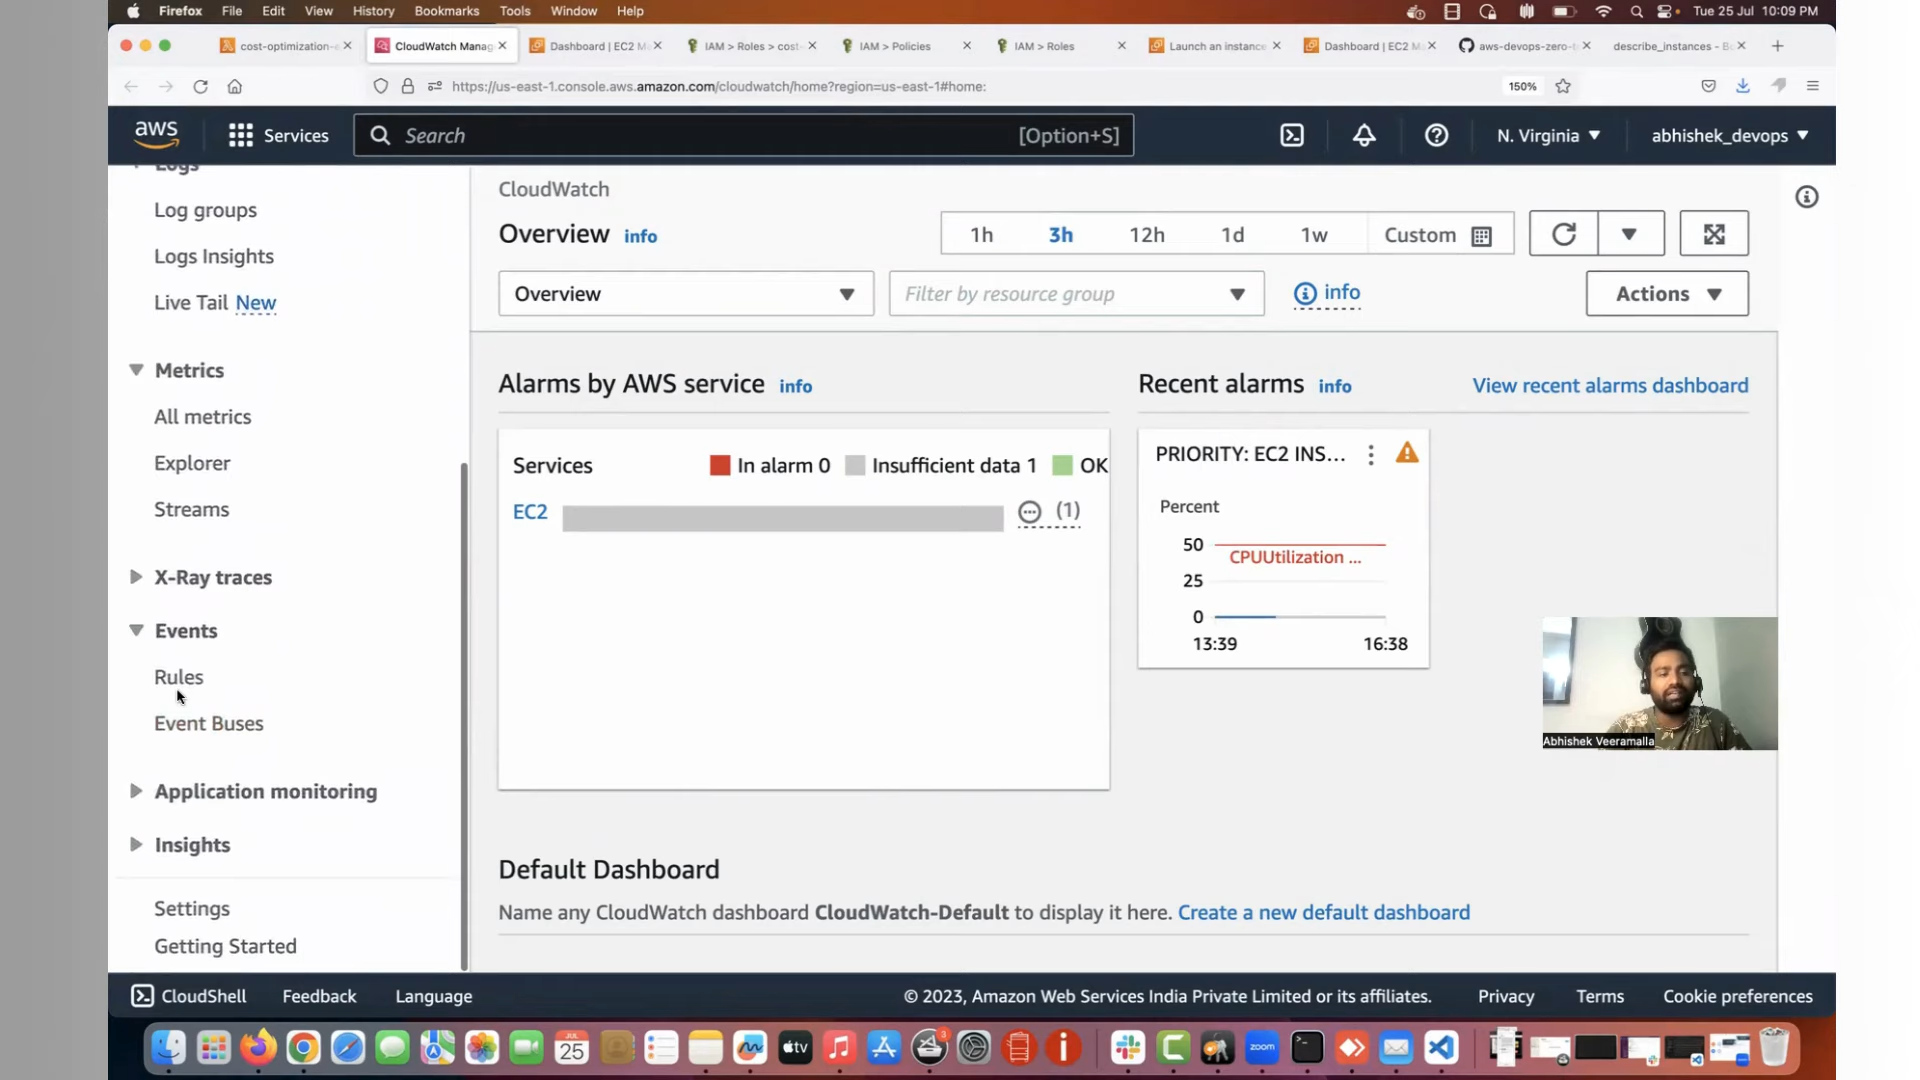 Firefox File Edit View History Bookmarks Tools Window Help Tue 25 Jul 10:09 PM
cost-optimization-e CloudWatch Manag Dashboard | EC2 M IAM > Roles > cost- IAM > Policies IAM > Roles Launch an instance Dashboard | EC2 M aws-devops-zero-t describe_instances - B
https://us-east-1.console.aws.amazon.com/cloudwatch/home?region=us-east-1#home: 150%
aws Services Search [Option+S] N. Virginia abhishek_devops
Logs
Log groups
Logs Insights
Live Tail New
Metrics
All metrics
Explorer
Streams
X-Ray traces
Events
Rules
Event Buses
Application monitoring
Insights
Settings
Getting Started
CloudWatch
Overview info 1h 3h 12h 1d 1w Custom
Overview Filter by resource group info Actions
Alarms by AWS service info
Services In alarm 0 Insufficient data 1 OK
EC2 (1)
Recent alarms info View recent alarms dashboard
PRIORITY: EC2 INS...
Percent
50
CPUUtilization ...
25
0
13:39 16:38
Abhishek Veeramalla
Default Dashboard
Name any CloudWatch dashboard CloudWatch-Default to display it here. Create a new default dashboard
CloudShell Feedback Language © 2023, Amazon Web Services India Private Limited or its affiliates. Privacy Terms Cookie preferences
JUL
25
tv
3
zoom